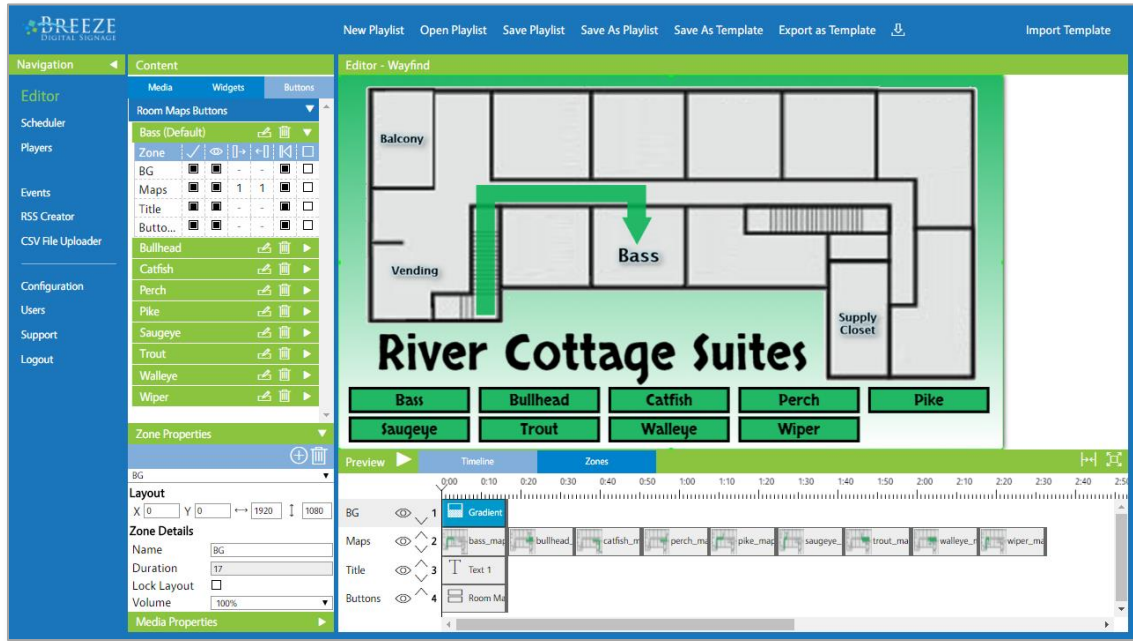 BREEZE
DIGITAL SIGNAGE
New Playlist Open Playlist Save Playlist Save As Playlist Save As Template Export as Template Import Template
Navigation
Editor
Scheduler
Players
Events
RSS Creator
CSV File Uploader
Configuration
Users
Support
Logout
Content
Media Widgets Buttons
Room Maps Buttons
Bass (Default)
Zone
BG - -
Maps 1 1
Title - -
Butto... - -
Bullhead
Catfish
Perch
Pike
Saugeye
Trout
Walleye
Wiper
Zone Properties
BG
Layout
X 0 Y 0 1920 1080
Zone Details
Name BG
Duration 17
Lock Layout
Volume 100%
Media Properties
Editor - Wayfind
Balcony
Bass
Vending
Supply
Closet
River Cottage Suites
Bass Bullhead Catfish Perch Pike
Saugeye Trout Walleye Wiper
Preview Timeline Zones
0:00 0:10 0:20 0:30 0:40 0:50 1:00 1:10 1:20 1:30 1:40 1:50 2:00 2:10 2:20 2:30 2:40 2:50
BG 1 Gradient
Maps 2 bass_map bullhead_ catfish_m perch_ma pike_map saugeye_ trout_ma walleye_r wiper_ma
Title 3 T Text 1
Buttons 4 Room Ma